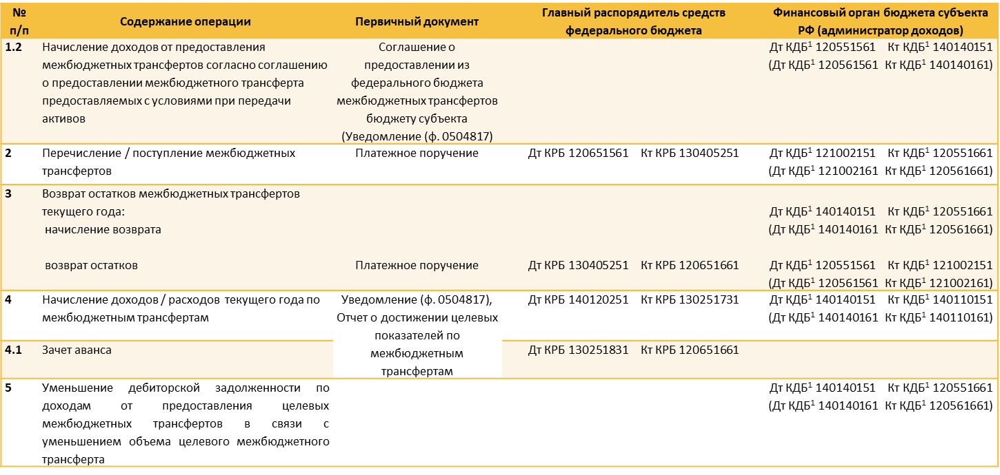 № п/п
Содержание операции
Первичный документ
Главный распорядитель средств
федерального бюджета
Финансовый орган бюджета субъекта
РФ (администратор доходов)
1.2
Начисление доходов от предоставления
межбюджетных трансфертов согласно соглашению
о предоставлении межбюджетного трансферта
предоставляемых с условиями при передачи
активов
Соглашение о
предоставлении из
федерального бюджета
межбюджетных трансфертов
бюджету субъекта
(Уведомление (ф. 0504817)
Дт КДБ¹ 120551561 Кт КДБ¹ 140140151
(Дт КДБ¹ 120561561 Кт КДБ¹ 140140161)
2
Перечисление / поступление межбюджетных
трансфертов
Платежное поручение
Дт КРБ 120651561 Кт КРБ 130405251
Дт КДБ¹ 121002151 Кт КДБ¹ 120551661
(Дт КДБ¹ 121002161 Кт КДБ¹ 120561661)
3
Возврат остатков межбюджетных трансфертов
текущего года:
начисление возврата
Дт КДБ¹ 140140151 Кт КДБ¹ 120551661
(Дт КДБ¹ 140140161 Кт КДБ¹ 120561661)
возврат остатков
Платежное поручение
Дт КРБ 130405251 Кт КРБ 120651661
Дт КДБ¹ 120551561 Кт КДБ¹ 121002151
(Дт КДБ¹ 120561561 Кт КДБ¹ 121002161)
4
Начисление доходов / расходов текущего года по
межбюджетным трансфертам
Уведомление (ф. 0504817),
Отчет о достижении целевых
показателей по
межбюджетным
трансфертам
Дт КРБ 140120251 Кт КРБ 130251731
Дт КДБ¹ 140140151 Кт КДБ¹ 140110151
(Дт КДБ¹ 140140161 Кт КДБ¹ 140110161)
4.1
Зачет аванса
Дт КРБ 130251831 Кт КРБ 120651661
5
Уменьшение дебиторской задолженности по
доходам от предоставления целевых
межбюджетных трансфертов в связи с
уменьшением объема целевого межбюджетного
трансферта
Дт КДБ¹ 140140151 Кт КДБ¹ 120551661
(Дт КДБ¹ 140140161 Кт КДБ¹ 120561661)